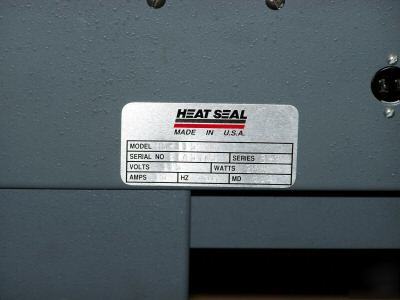 HEAT SEAL
MADE IN U.S.A.
MODEL
SERIAL NO SERIES
VOLTS WATTS
AMPS HZ MD